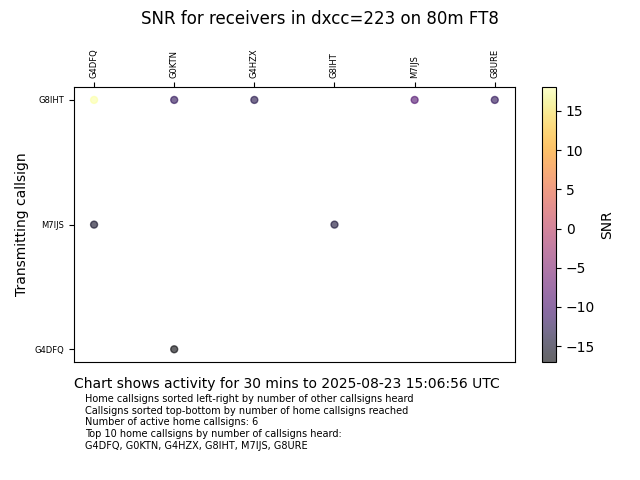 SNR for receivers in dxcc=223 on 80m FT8
G4DFQ G0KTN G4HZX G8IHT M7IJS G8URE
G8IHT
M7IJS
G4DFQ
Transmitting callsign
15
10
5
0
−5
−10
−15
SNR
Chart shows activity for 30 mins to 2025-08-23 15:06:56 UTC
Home callsigns sorted left-right by number of other callsigns heard
Callsigns sorted top-bottom by number of home callsigns reached
Number of active home callsigns: 6
Top 10 home callsigns by number of callsigns heard:
G4DFQ, G0KTN, G4HZX, G8IHT, M7IJS, G8URE